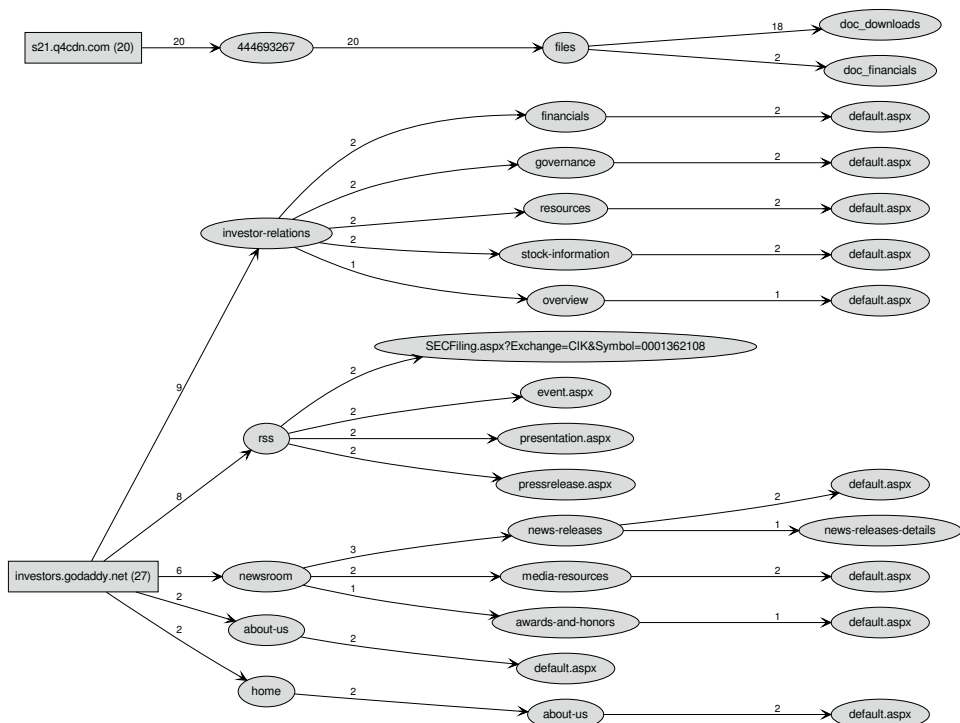 s21.q4cdn.com (20)
20
444693267
20
files
18
doc_downloads
2
doc_financials
investors.godaddy.net (27)
9
investor-relations
2
financials
2
default.aspx
2
governance
2
default.aspx
2
resources
2
default.aspx
2
stock-information
2
default.aspx
1
overview
1
default.aspx
8
rss
2
SECFiling.aspx?Exchange=CIK&Symbol=0001362108
2
event.aspx
2
presentation.aspx
2
pressrelease.aspx
6
newsroom
3
news-releases
2
default.aspx
1
news-releases-details
2
media-resources
2
default.aspx
1
awards-and-honors
1
default.aspx
2
about-us
2
default.aspx
2
home
2
about-us
2
default.aspx